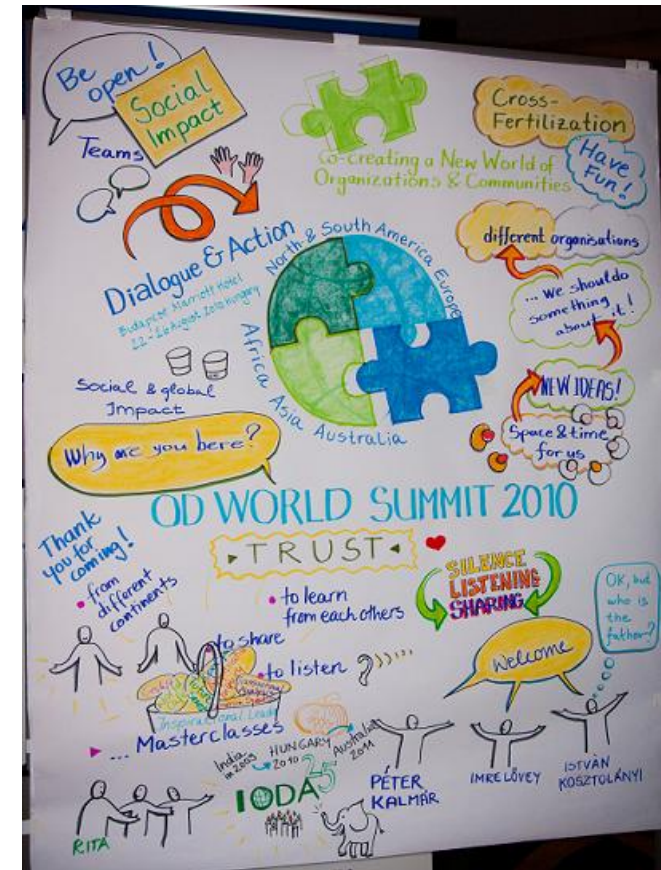 Be
open!
Social
Impact
Teams
Co-creating a New World of
Organizations & Communities
Cross-
Fertilization
Have
Fun!
Dialogue & Action
Budapest Marriott Hotel
22-26 August 2010 Hungary
North & South America Europe
Africa Asia Australia
different organisations
... we should do
something
about it!
NEW IDEAS!
Space & time
for us
Social & global
Impact
Why are you here?
OD WORLD SUMMIT 2010
TRUST
Thank
you for
coming!
• from
different
continents
• to learn
from each others
• to share
• to listen
SILENCE
LISTENING
SHARING
OK, but
who is
the
father?
Welcome
Inspirational
... Masterclasses
India
in 2009
HUNGARY
2010
Australia
2011
IODA 25
PÉTER
KALMÁR
IMRE LÖVEY
ISTVÁN
KOSZTOLÁNYI
RITA